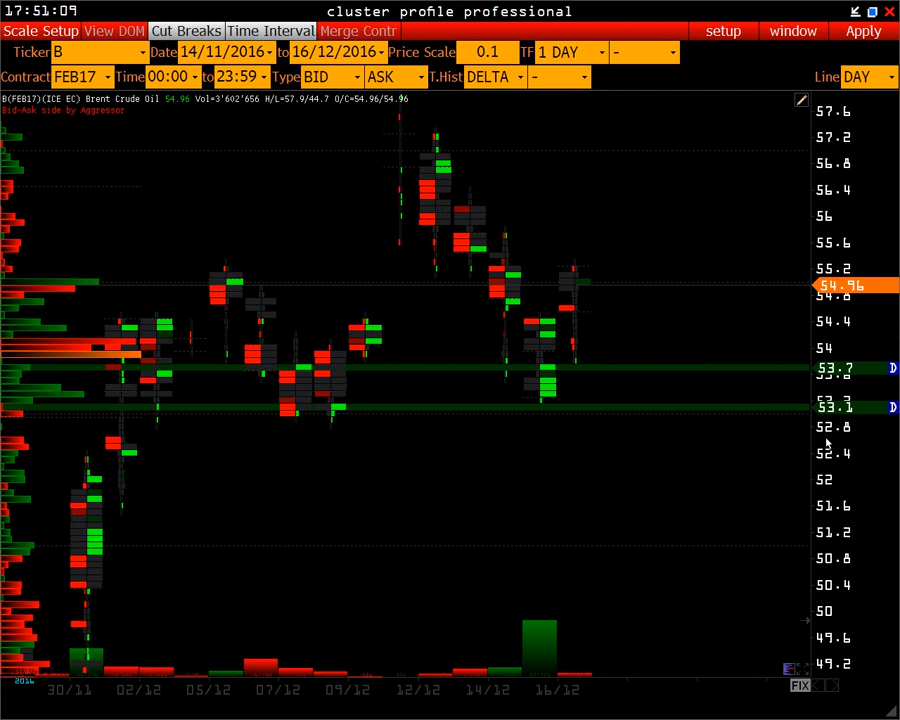 17:51:09 cluster profile professional
Scale Setup View DOM Cut Breaks Time Interval Merge Contr setup window Apply
Ticker B Date 14/11/2016 to 16/12/2016 Price Scale 0.1 TF 1 DAY -
Contract FEB17 Time 00:00 to 23:59 Type BID ASK T.Hist DELTA - Line DAY
B(FEB17)(ICE EC) Brent Crude Oil 54.96 Vol=3'602'656 H/L=57.9/44.7 O/C=54.96/54.96
Bid-Ask side by Aggressor
57.6
57.2
56.8
56.4
56
55.6
55.2
54.96
54.8
54.4
54
53.7 D
53.1 D
52.8
52.4
52
51.6
51.2
50.8
50.4
50
49.6
49.2
2016
30/11 02/12 05/12 07/12 09/12 12/12 14/12 16/12 FIX